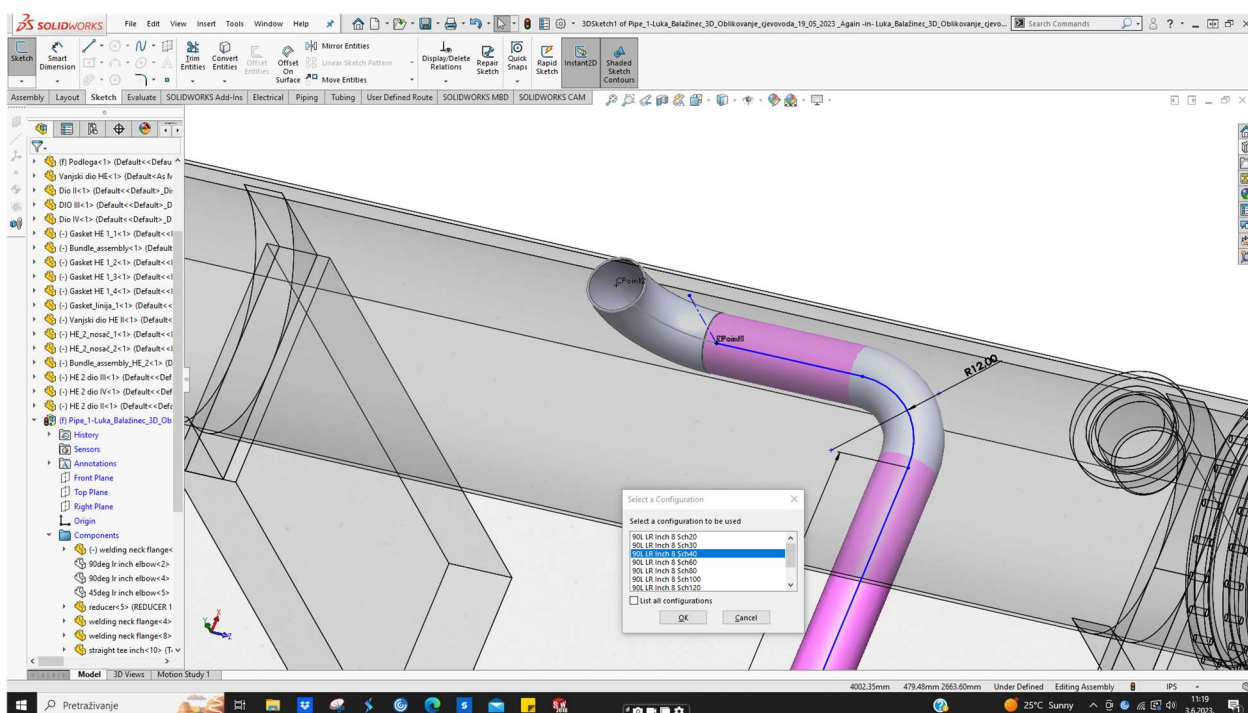 SOLIDWORKS File Edit View Insert Tools Window Help 3DSketch1 of Pipe_1-Luka_Balažinec_3D_Oblikovanje_cjevovoda_19_05_2023 _Again -in- Luka_Balažinec_3D_Oblikovanje_cjevo... Search Commands
Sketch Smart Dimension Trim Entities Convert Entities Offset Entities Offset On Surface Mirror Entities Linear Sketch Pattern Move Entities Display/Delete Relations Repair Sketch Quick Snaps Rapid Sketch Instant2D Shaded Sketch Contours
Assembly Layout Sketch Evaluate SOLIDWORKS Add-Ins Electrical Piping Tubing User Defined Route SOLIDWORKS MBD SOLIDWORKS CAM
(f) Podloga<1> (Default<<Defau
Vanjski dio HE<1> (Default<As M
Dio II<1> (Default<<Default>_Di
DIO III<1> (Default<<Default>_D
Dio IV<1> (Default<<Default>_D
(-) Gasket HE 1_1<1> (Default<<
(-) Bundle_assembly<1> (Default
(-) Gasket HE 1_2<1> (Default<<
(-) Gasket HE 1_3<1> (Default<<
(-) Gasket HE 1_4<1> (Default<<
(-) Gasket_linija_1<1> (Default<<
(-) Vanjski dio HE II<1> (Default<
(-) HE_2_nosač_1<1> (Default<<
(-) HE_2_nosač_2<1> (Default<<
(-) Bundle_assembly_HE_2<1> (D
(-) HE 2 dio III<1> (Default<<Def
(-) HE 2 dio IV<1> (Default<<Def
(-) HE 2 dio II<1> (Default<<Defa
(f) Pipe_1-Luka_Balažinec_3D_Ob
History
Sensors
Annotations
Front Plane
Top Plane
Right Plane
Origin
Components
(-) welding neck flange<
90deg lr inch elbow<2>
90deg lr inch elbow<4>
45deg lr inch elbow<5>
reducer<5> (REDUCER 1
welding neck flange<4>
welding neck flange<8>
straight tee inch<10> (T
CPoint2
R12.00
Select a Configuration
Select a configuration to be used
90L LR Inch 8 Sch20
90L LR Inch 8 Sch30
90L LR Inch 8 Sch40
90L LR Inch 8 Sch60
90L LR Inch 8 Sch80
90L LR Inch 8 Sch100
90L LR Inch 8 Sch120
List all configurations
OK Cancel
Y X Z
Model 3D Views Motion Study 1
4002.35mm 479.48mm 2663.60mm Under Defined Editing Assembly IPS
Pretraživanje 25°C Sunny 11:19
3.6.2023.